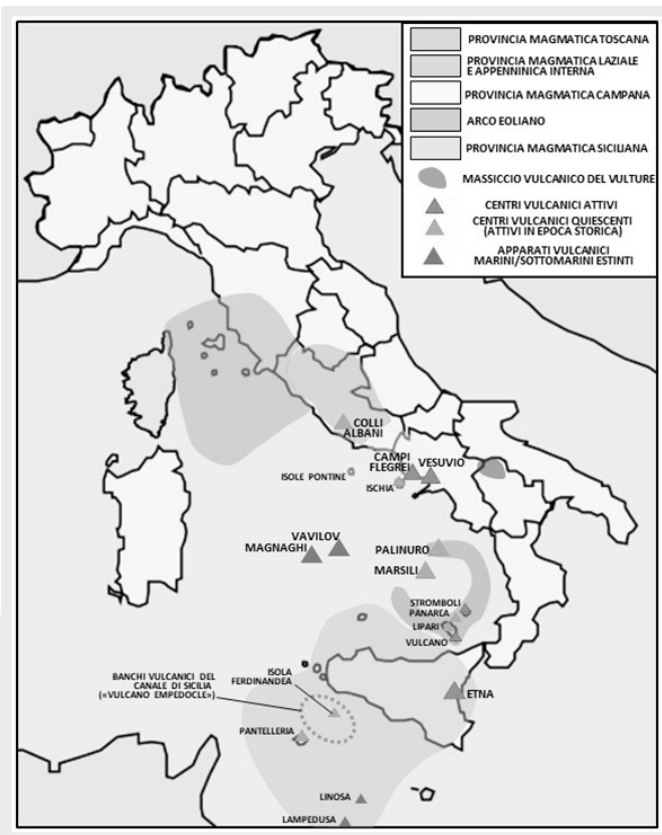 PROVINCIA MAGMATICA TOSCANA
PROVINCIA MAGMATICA LAZIALE
E APPENNINICA INTERNA
PROVINCIA MAGMATICA CAMPANA
ARCO EOLIANO
PROVINCIA MAGMATICA SICILIANA
MASSICCIO VULCANICO DEL VULTURE
CENTRI VULCANICI ATTIVI
CENTRI VULCANICI QUIESCENTI
(ATTIVI IN EPOCA STORICA)
APPARATI VULCANICI
MARINI/SOTTOMARINI ESTINTI
COLLI
ALBANI
CAMPI
FLEGREI
VESUVIO
ISOLE PONTINE
ISCHIA
VAVILOV
MAGNAGHI
PALINURO
MARSILI
STROMBOLI
PANAREA
LIPARI
VULCANO
BANCHI VULCANICI DEL
CANALE DI SICILIA
(«VULCANO EMPEDOCLE»)
ISOLA
FERDINANDEA
ETNA
PANTELLERIA
LINOSA
LAMPEDUSA